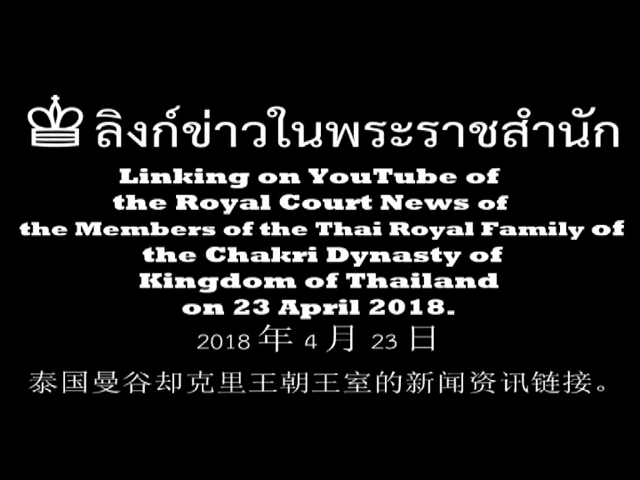 ลิงก์ข่าวในพระราชสำนัก
Linking on YouTube of
the Royal Court News of
the Members of the Thai Royal Family of
the Chakri Dynasty of
Kingdom of Thailand
on 23 April 2018.
2018 年 4 月 23 日
泰国曼谷却克里王朝王室的新闻资讯链接。